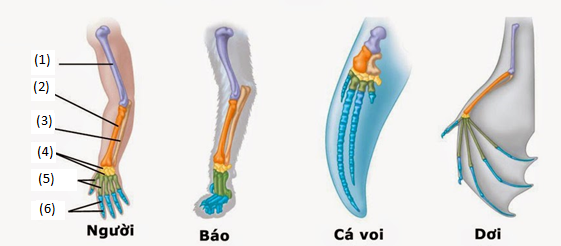 (1)
(2)
(3)
(4)
(5)
(6)
Người
Báo
Cá voi
Dơi